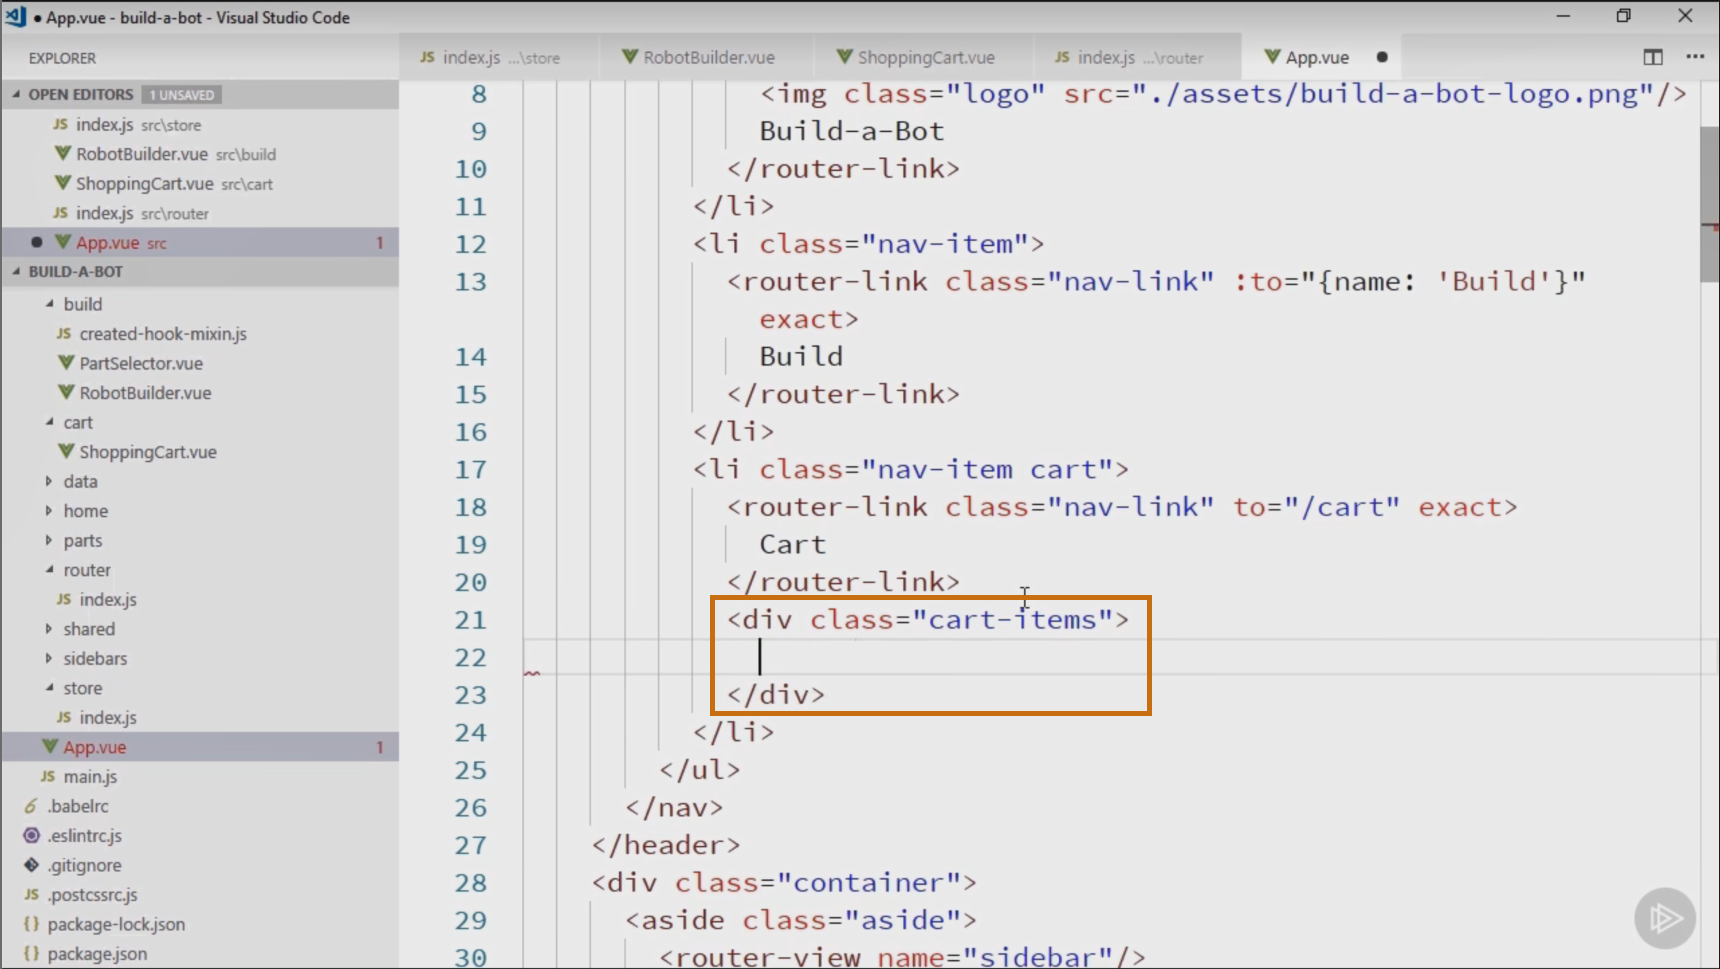 ● App.vue - build-a-bot - Visual Studio Code
EXPLORER
JS index.js ...\store
RobotBuilder.vue
ShoppingCart.vue
JS index.js ...\router
App.vue ●
OPEN EDITORS 1 UNSAVED
JS index.js src\store
RobotBuilder.vue src\build
ShoppingCart.vue src\cart
JS index.js src\router
● App.vue src 1
BUILD-A-BOT
build
JS created-hook-mixin.js
PartSelector.vue
RobotBuilder.vue
cart
ShoppingCart.vue
data
home
parts
router
JS index.js
shared
sidebars
store
JS index.js
App.vue 1
JS main.js
.babelrc
.eslintrc.js
.gitignore
JS .postcssrc.js
{} package-lock.json
{} package.json
8 <img class="logo" src="./assets/build-a-bot-logo.png"/>
9 Build-a-Bot
10 </router-link>
11 </li>
12 <li class="nav-item">
13 <router-link class="nav-link" :to="{name: 'Build'}"
exact>
14 Build
15 </router-link>
16 </li>
17 <li class="nav-item cart">
18 <router-link class="nav-link" to="/cart" exact>
19 Cart
20 </router-link>
21 <div class="cart-items">
22
23 </div>
24 </li>
25 </ul>
26 </nav>
27 </header>
28 <div class="container">
29 <aside class="aside">
30 <router-view name="sidebar"/>